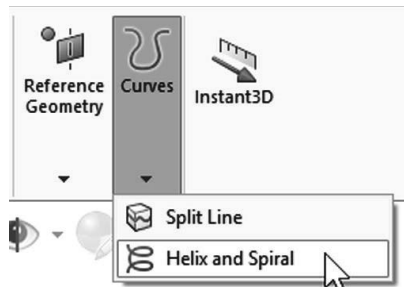 Reference
Geometry
Curves
Instant3D
Split Line
Helix and Spiral